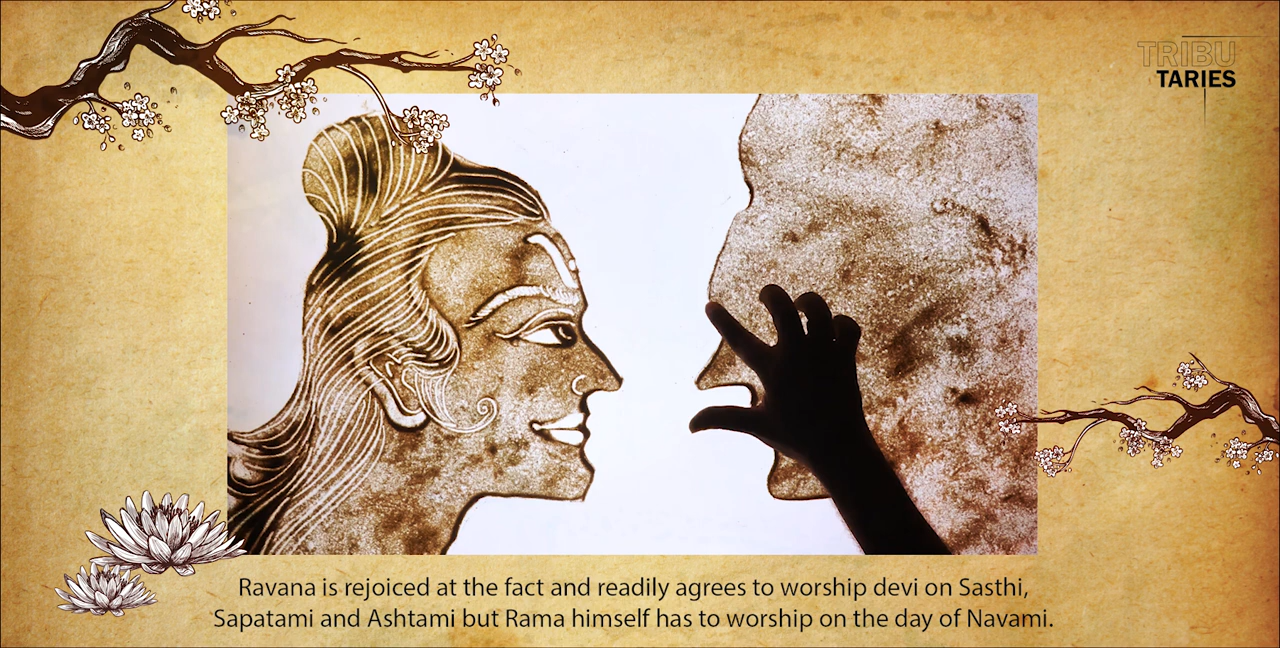 TRIBU
TARIES
Ravana is rejoiced at the fact and readily agrees to worship devi on Sasthi,
Sapatami and Ashtami but Rama himself has to worship on the day of Navami.